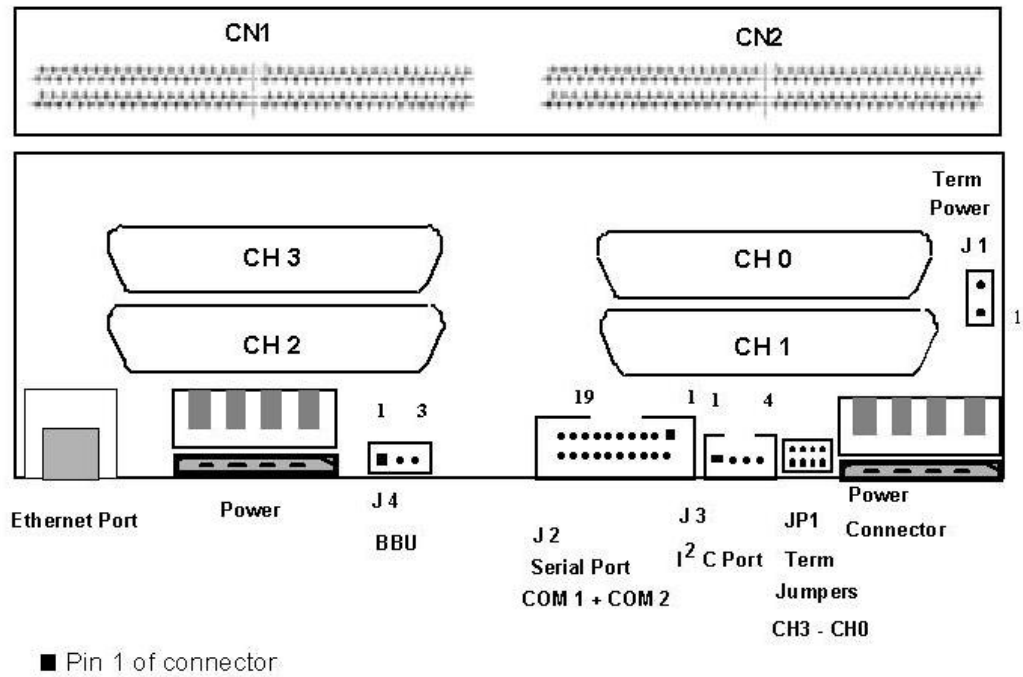 CN1
CN2
Term
Power
J 1
1
CH 3
CH 0
CH 2
CH 1
1 3
19 1
1 4
Ethernet Port
Power
J 4
BBU
J 2
Serial Port
COM 1 + COM 2
J 3
I2 C Port
JP1
Term
Jumpers
CH3 - CH0
Power
Connector
■ Pin 1 of connector